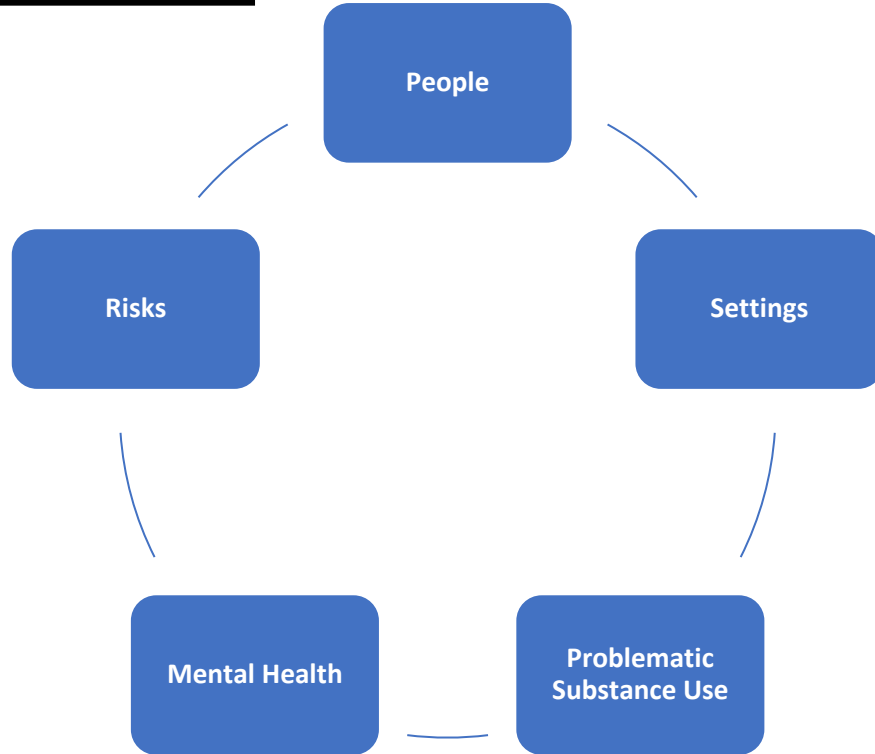 People
Settings
Problematic
Substance Use
Mental Health
Risks